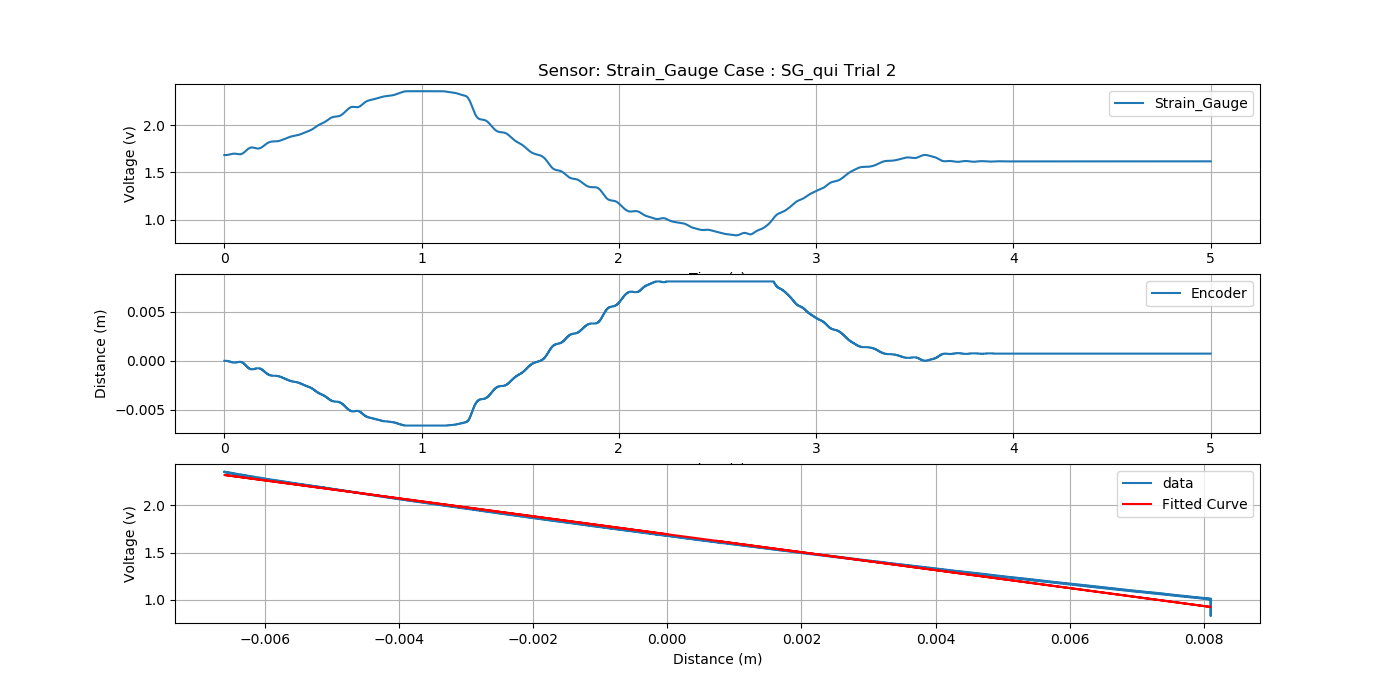 Sensor: Strain_Gauge Case : SG_qui Trial 2
Strain_Gauge
Voltage (v)
2.0
1.5
1.0
0 1 2 3 4 5
Encoder
Distance (m)
0.005
0.000
−0.005
0 1 2 3 4 5
data
Fitted Curve
Voltage (v)
2.0
1.5
1.0
−0.006 −0.004 −0.002 0.000 0.002 0.004 0.006 0.008
Distance (m)